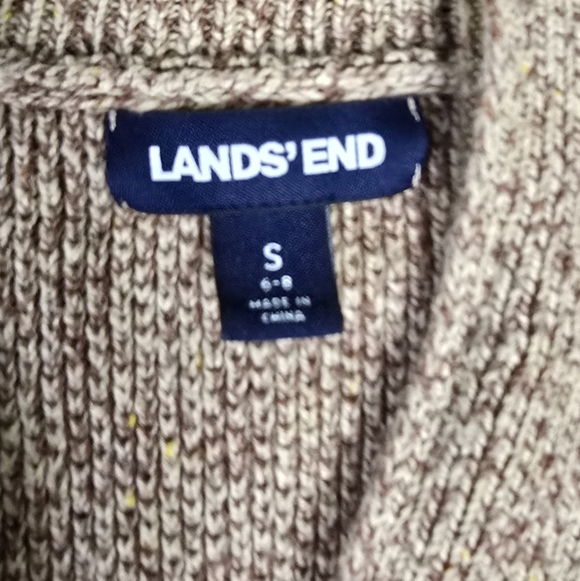 LANDS' END
S
6-8
MADE IN
CHINA